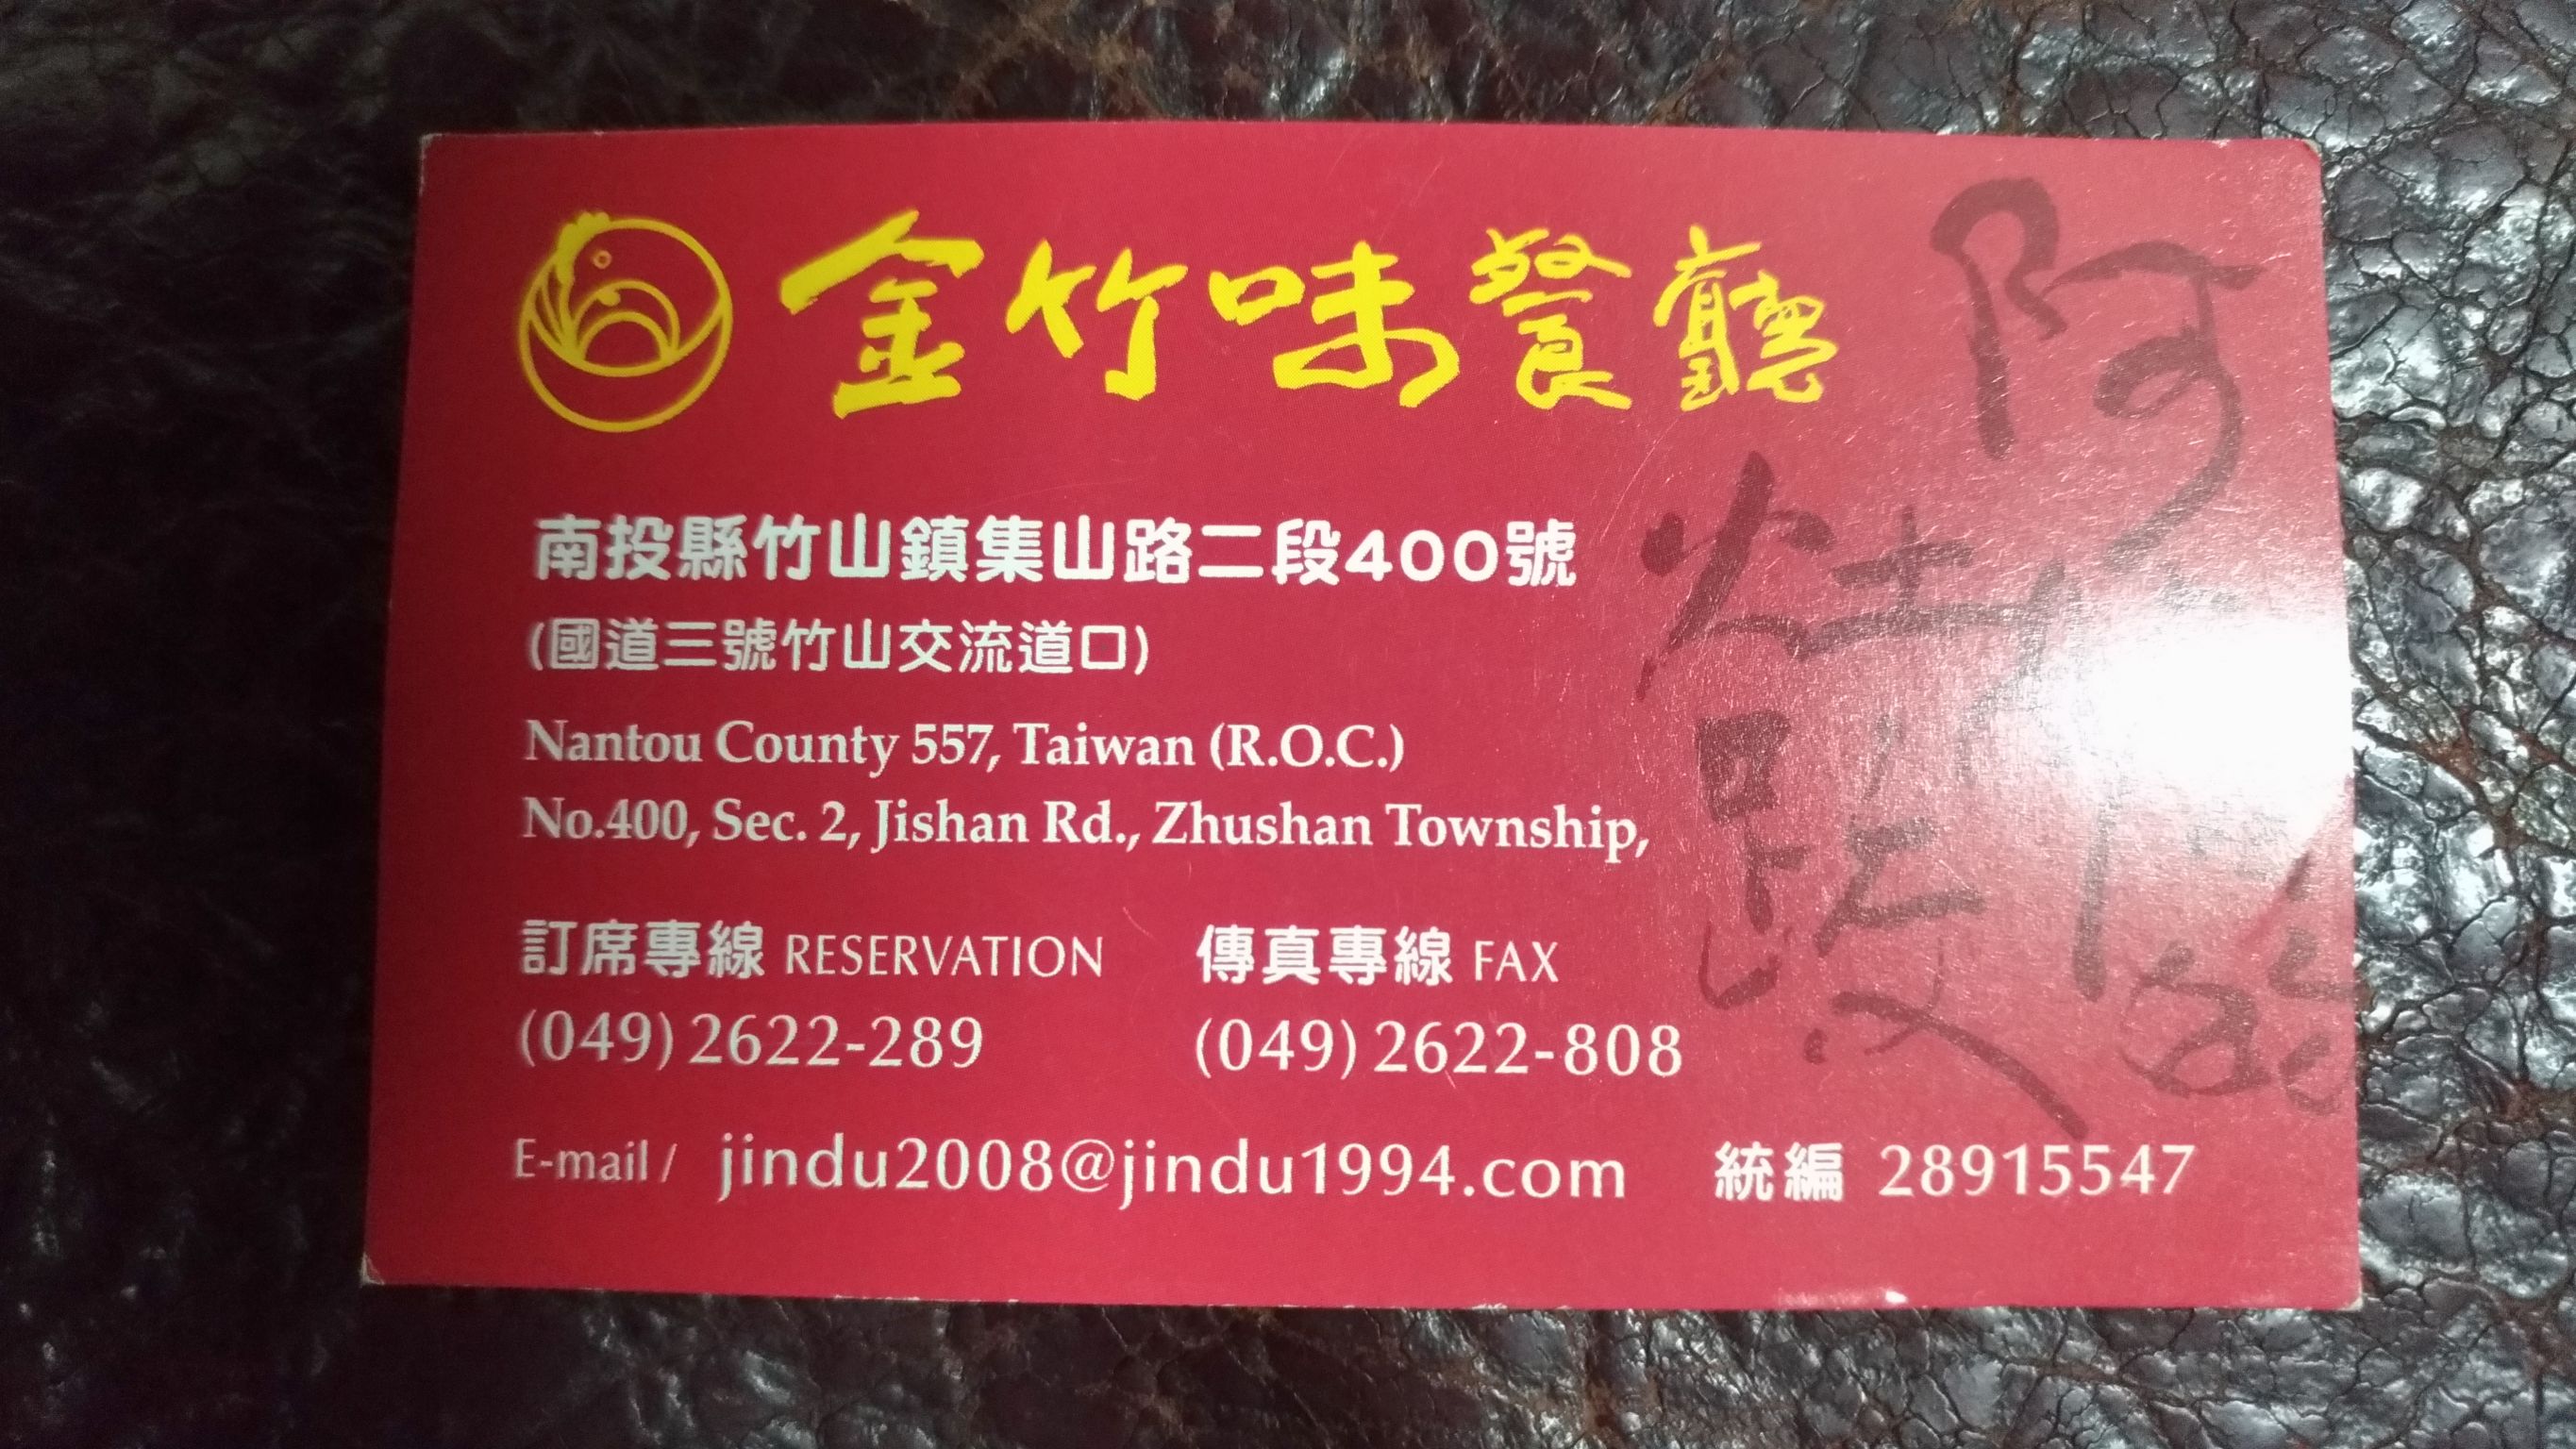 金竹味餐廳
南投縣竹山鎮集山路二段400號
(國道三號竹山交流道口)
Nantou County 557, Taiwan (R.O.C.)
No.400, Sec. 2, Jishan Rd., Zhushan Township,
訂席專線 RESERVATION
(049) 2622-289
傳真專線 FAX
(049) 2622-808
E-mail / jindu2008@jindu1994.com
統編 28915547
阿